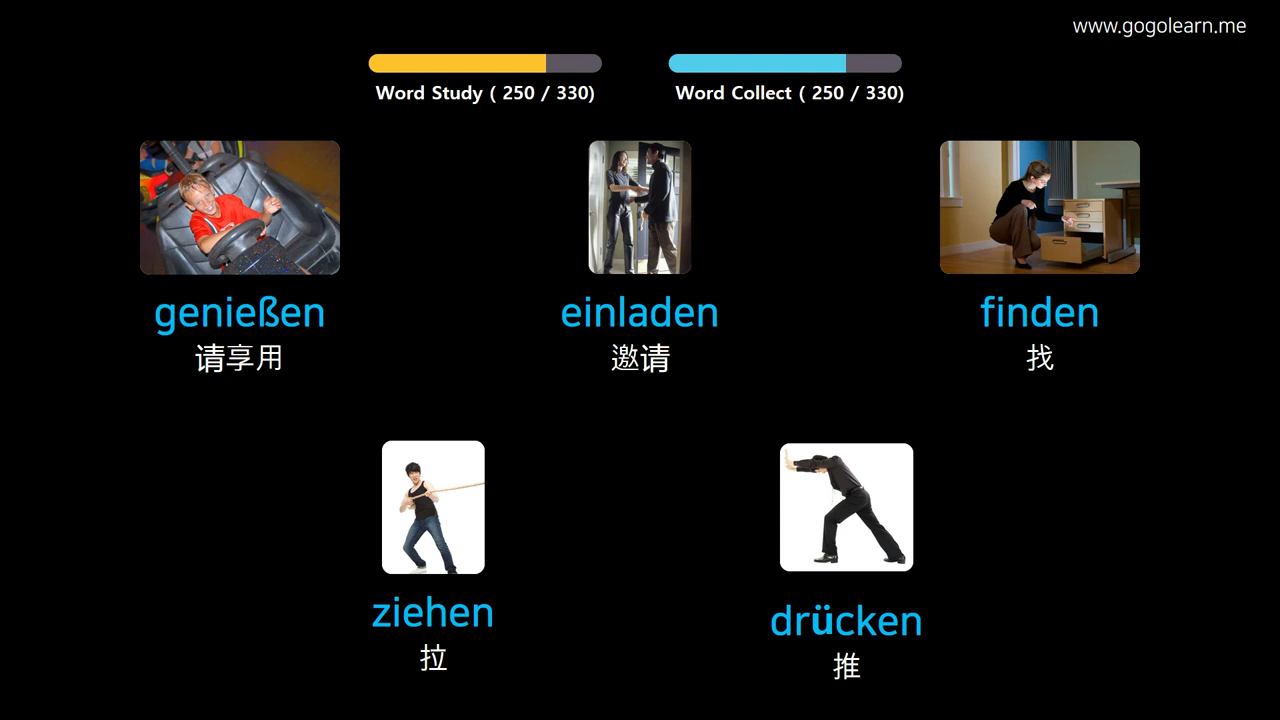 www.gogolearn.me
Word Study ( 250 / 330)
Word Collect ( 250 / 330)
genießen
请享用
einladen
邀请
finden
找
ziehen
拉
drücken
推